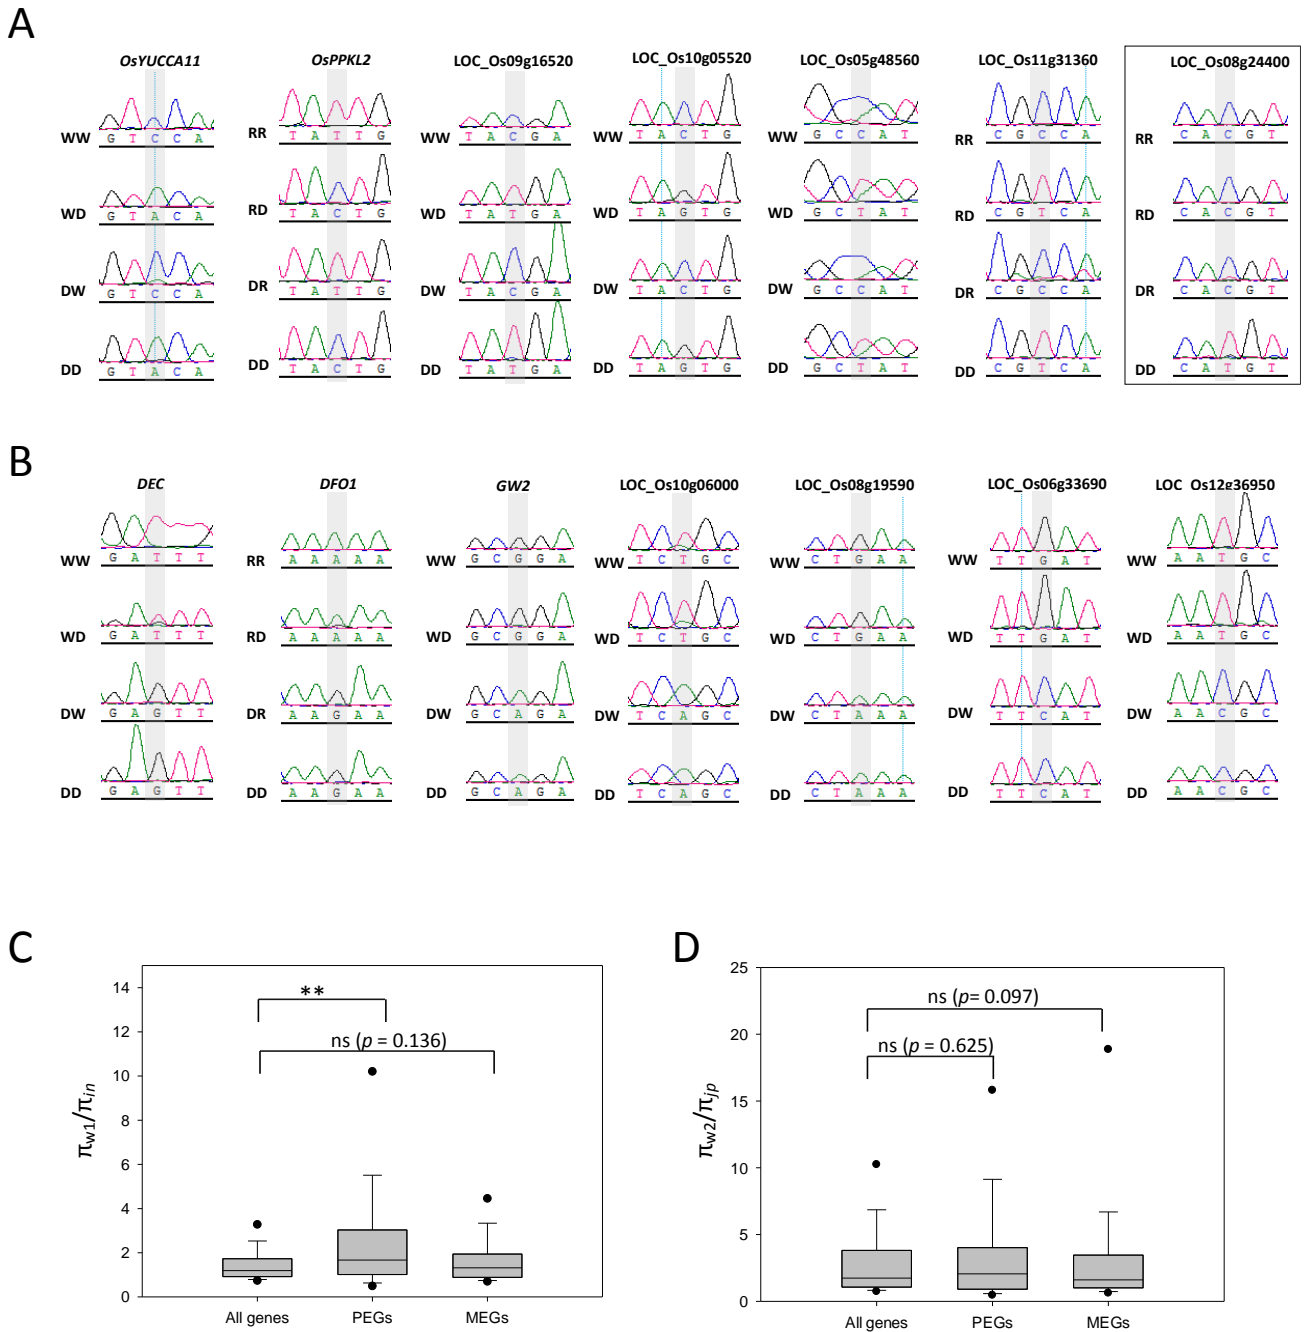 A
OsYUCCA11 OsPPKL2 LOC_Os09g16520 LOC_Os10g05520 LOC_Os05g48560 LOC_Os11g31360 LOC_Os08g24400
WW G T C C A RR T A T T G WW T A C G A WW T A C T G WW G C C A T RR C G C C A RR C A C G T
WD G T A C A RD T A C T G WD T A T G A WD T A G T G WD G C T A T RD C G T C A RD C A C G T
DW G T C C A DR T A T T G DW T A C G A DW T A C T G DW G C C A T DR C G C C A DR C A C G T
DD G T A C A DD T A C T G DD T A T G A DD T A G T G DD G C T A T DD C G T C A DD C A T G T
B
DEC DFO1 GW2 LOC_Os10g06000 LOC_Os08g19590 LOC_Os06g33690 LOC_Os12g36950
WW G A T T T RR A A A A A WW G C G G A WW T C T G C WW C T G A A WW T T G A T WW A A T G C
WD G A T T T RD A A A A A WD G C G G A WD T C T G C WD C T G A A WD T T G A T WD A A T G C
DW G A G T T DR A A G A A DW G C A G A DW T C A G C DW C T A A A DW T T C A T DW A A C G C
DD G A G T T DD A A G A A DD G C A G A DD T C A G C DD C T A A A DD T T C A T DD A A C G C
C
πw1/πin
14
12
10
8
6
4
2
0
**
ns (p = 0.136)
All genes PEGs MEGs
D
πw2/πjp
25
20
15
10
5
0
ns (p= 0.097)
ns (p = 0.625)
All genes PEGs MEGs